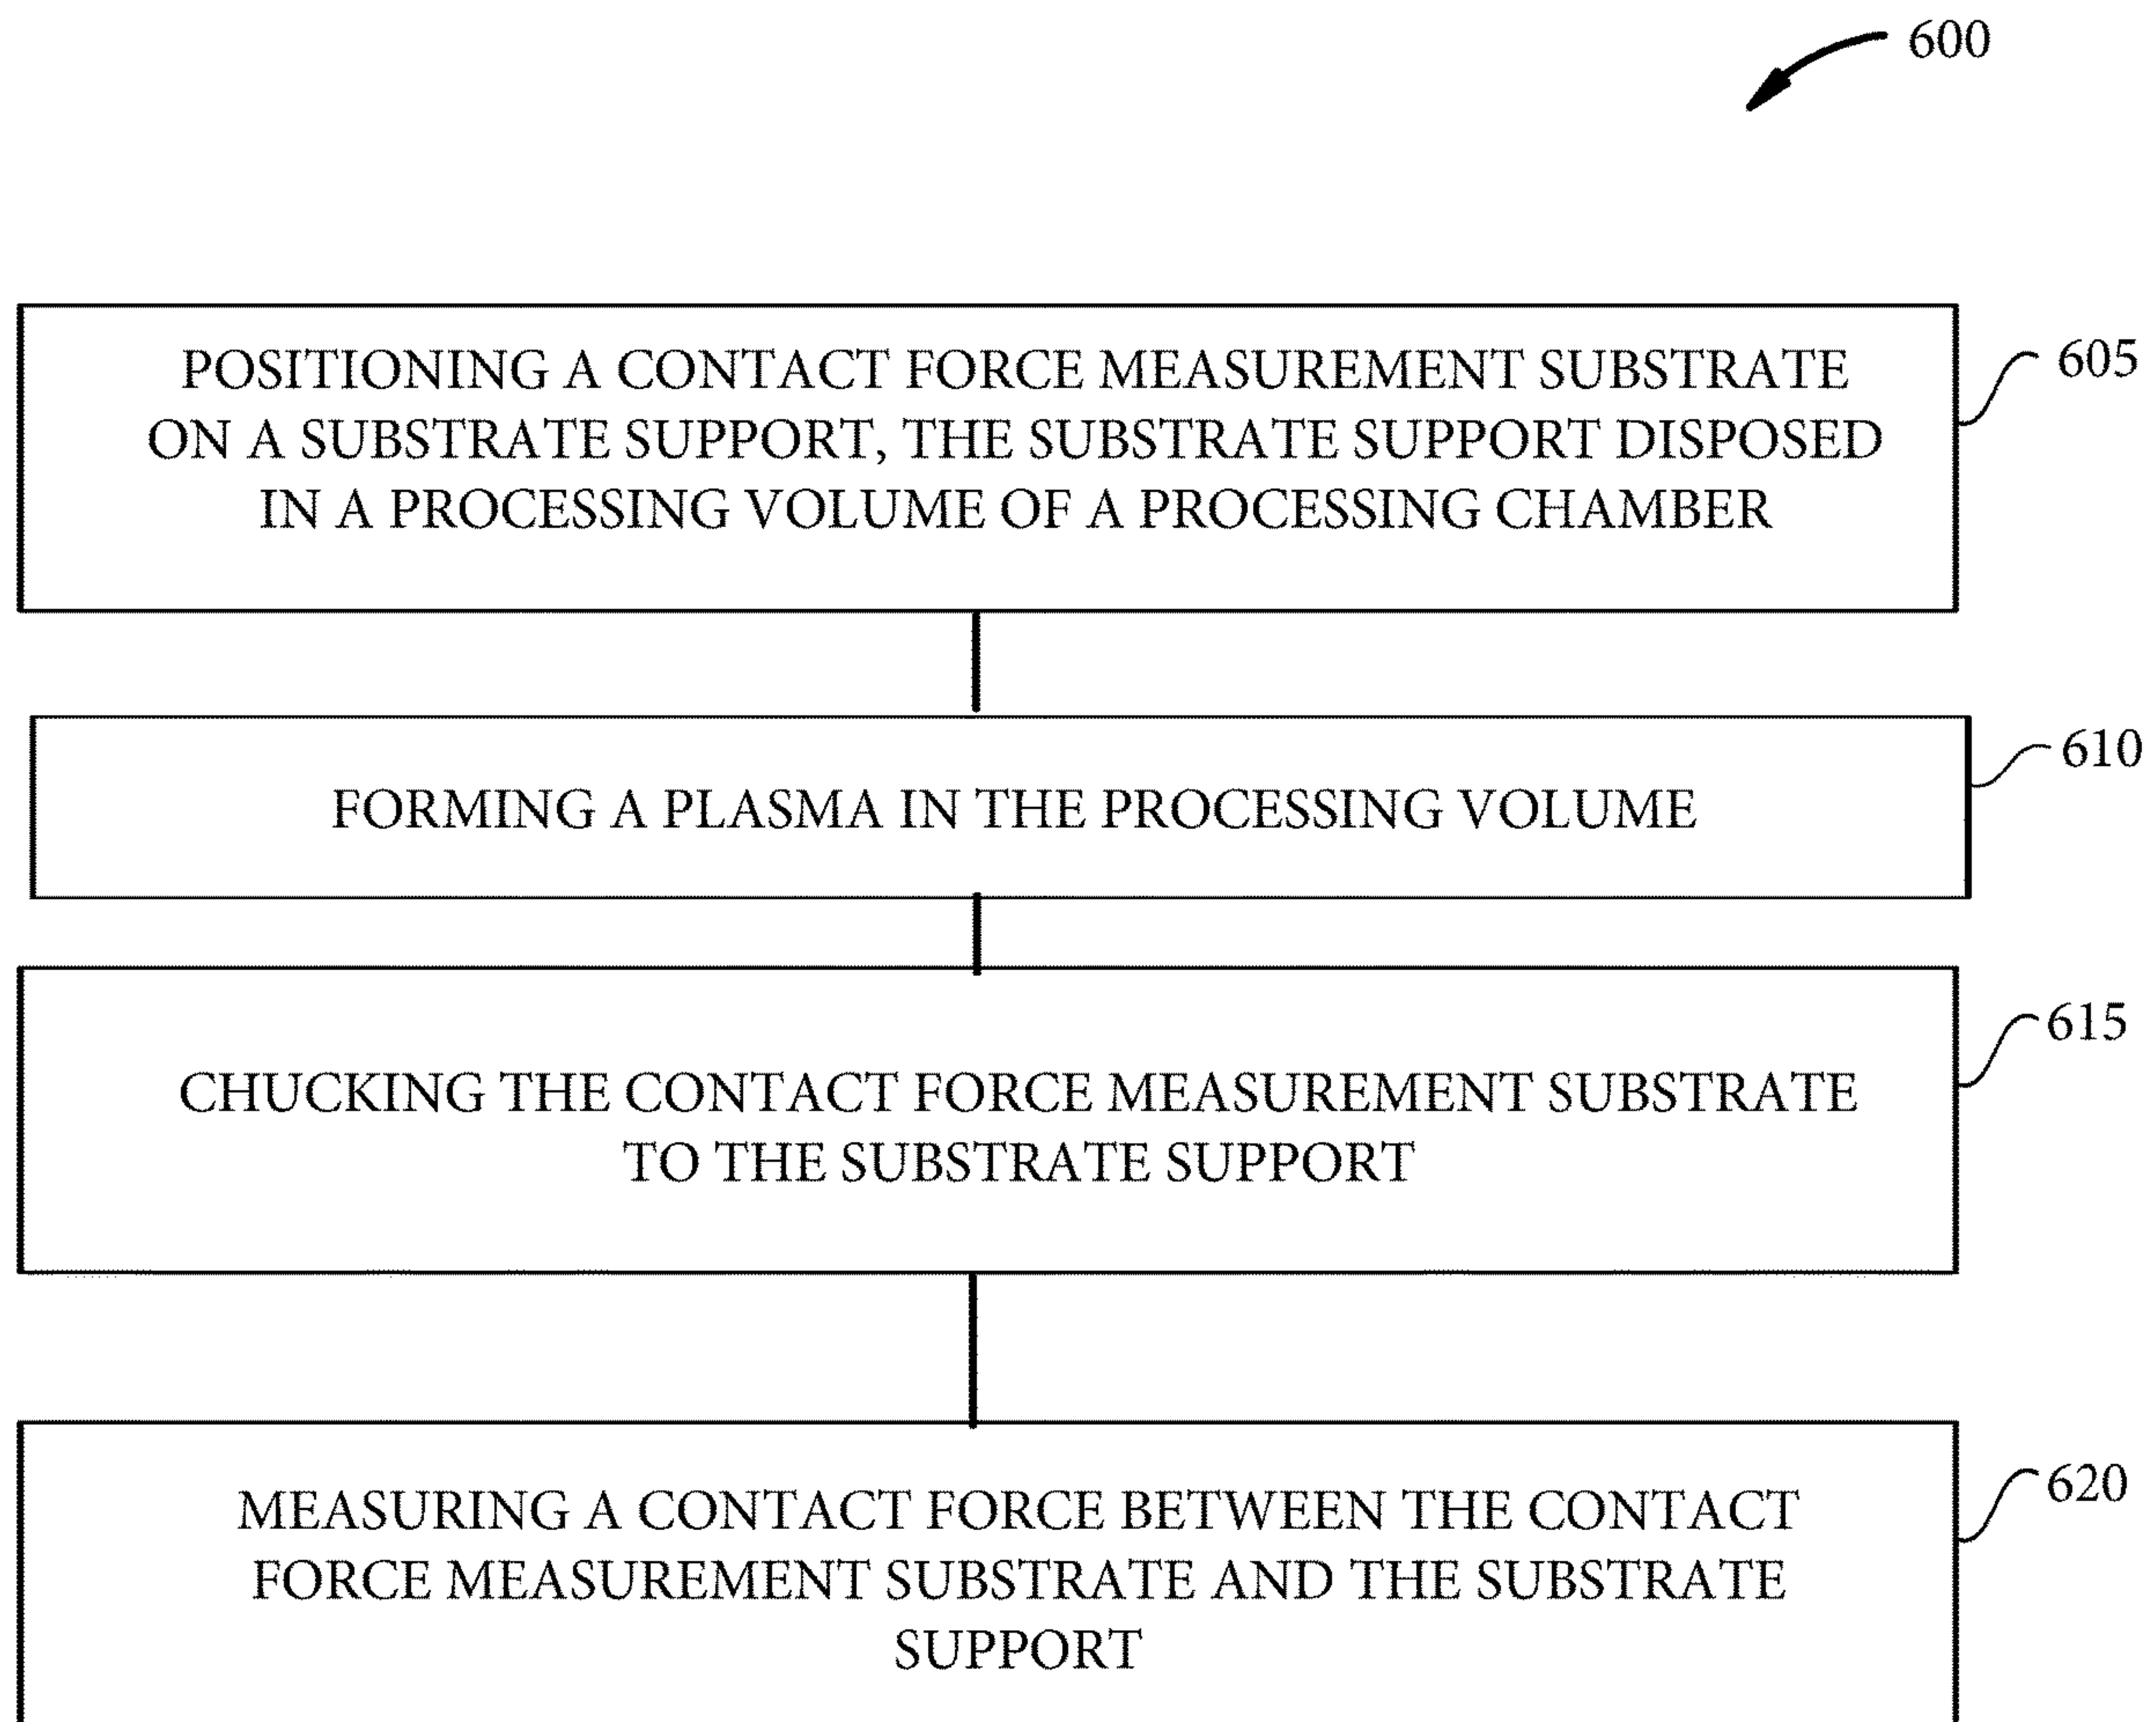 600
POSITIONING A CONTACT FORCE MEASUREMENT SUBSTRATE
ON A SUBSTRATE SUPPORT, THE SUBSTRATE SUPPORT DISPOSED
IN A PROCESSING VOLUME OF A PROCESSING CHAMBER
605
FORMING A PLASMA IN THE PROCESSING VOLUME
610
CHUCKING THE CONTACT FORCE MEASUREMENT SUBSTRATE
TO THE SUBSTRATE SUPPORT
615
MEASURING A CONTACT FORCE BETWEEN THE CONTACT
FORCE MEASUREMENT SUBSTRATE AND THE SUBSTRATE
SUPPORT
620